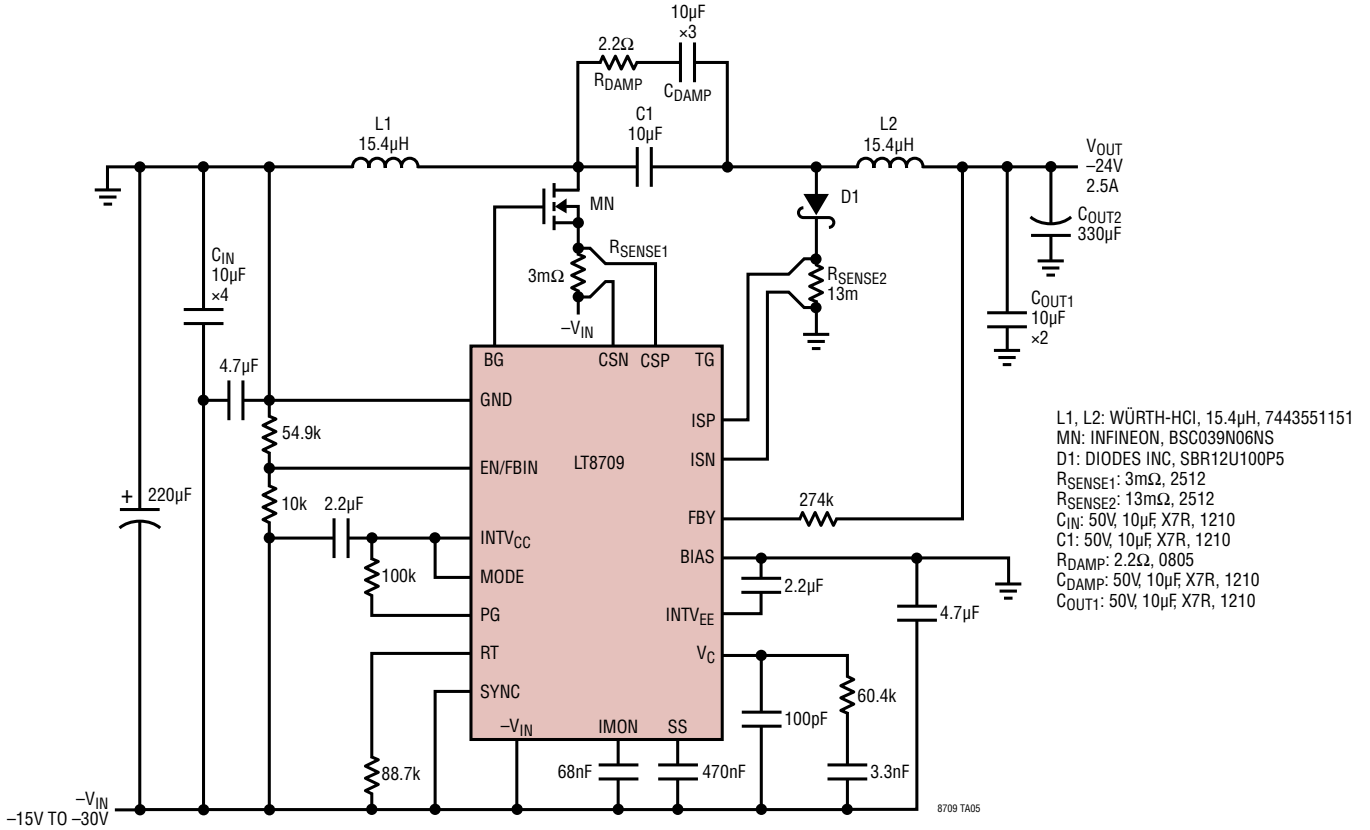 10µF
×3
2.2Ω
RDAMP
CDAMP
C1
10µF
L1
15.4µH
L2
15.4µH
VOUT
–24V
2.5A
MN
D1
COUT2
330µF
CIN
10µF
×4
RSENSE1
3mΩ
–VIN
RSENSE2
13m
COUT1
10µF
×2
4.7µF
BG
CSN
CSP
TG
GND
54.9k
ISP
EN/FBIN
LT8709
ISN
+
220µF
10k
2.2µF
274k
FBY
INTVCC
BIAS
100k
MODE
2.2µF
PG
INTVEE
4.7µF
RT
VC
SYNC
60.4k
–VIN
IMON
SS
100pF
88.7k
68nF
470nF
3.3nF
–VIN
–15V TO –30V
8709 TA05
L1, L2: WÜRTH-HCI, 15.4µH, 7443551151
MN: INFINEON, BSC039N06NS
D1: DIODES INC, SBR12U100P5
RSENSE1: 3mΩ, 2512
RSENSE2: 13mΩ, 2512
CIN: 50V, 10µF, X7R, 1210
C1: 50V, 10µF, X7R, 1210
RDAMP: 2.2Ω, 0805
CDAMP: 50V, 10µF, X7R, 1210
COUT1: 50V, 10µF, X7R, 1210